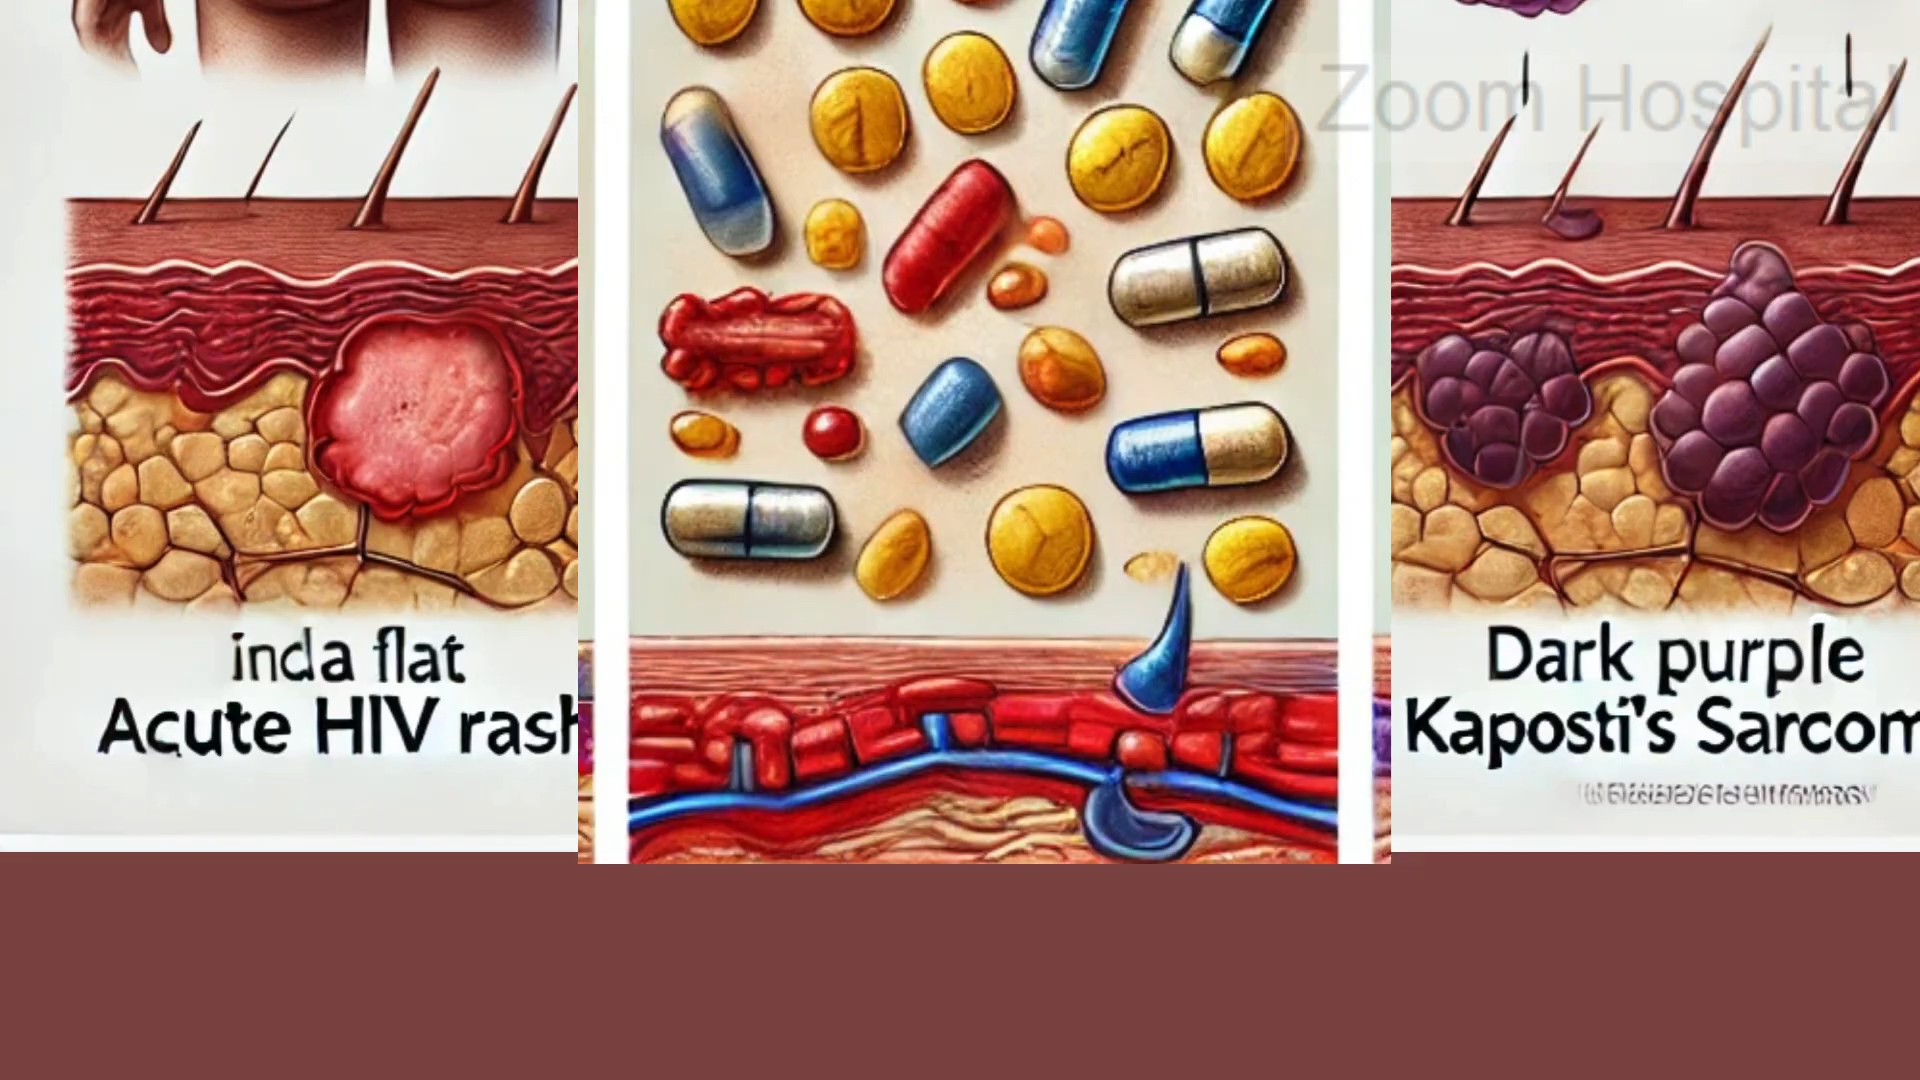 Zoom Hospital
inda flat
Acute HIV rash
Dark purple
Kaposti's Sarcom